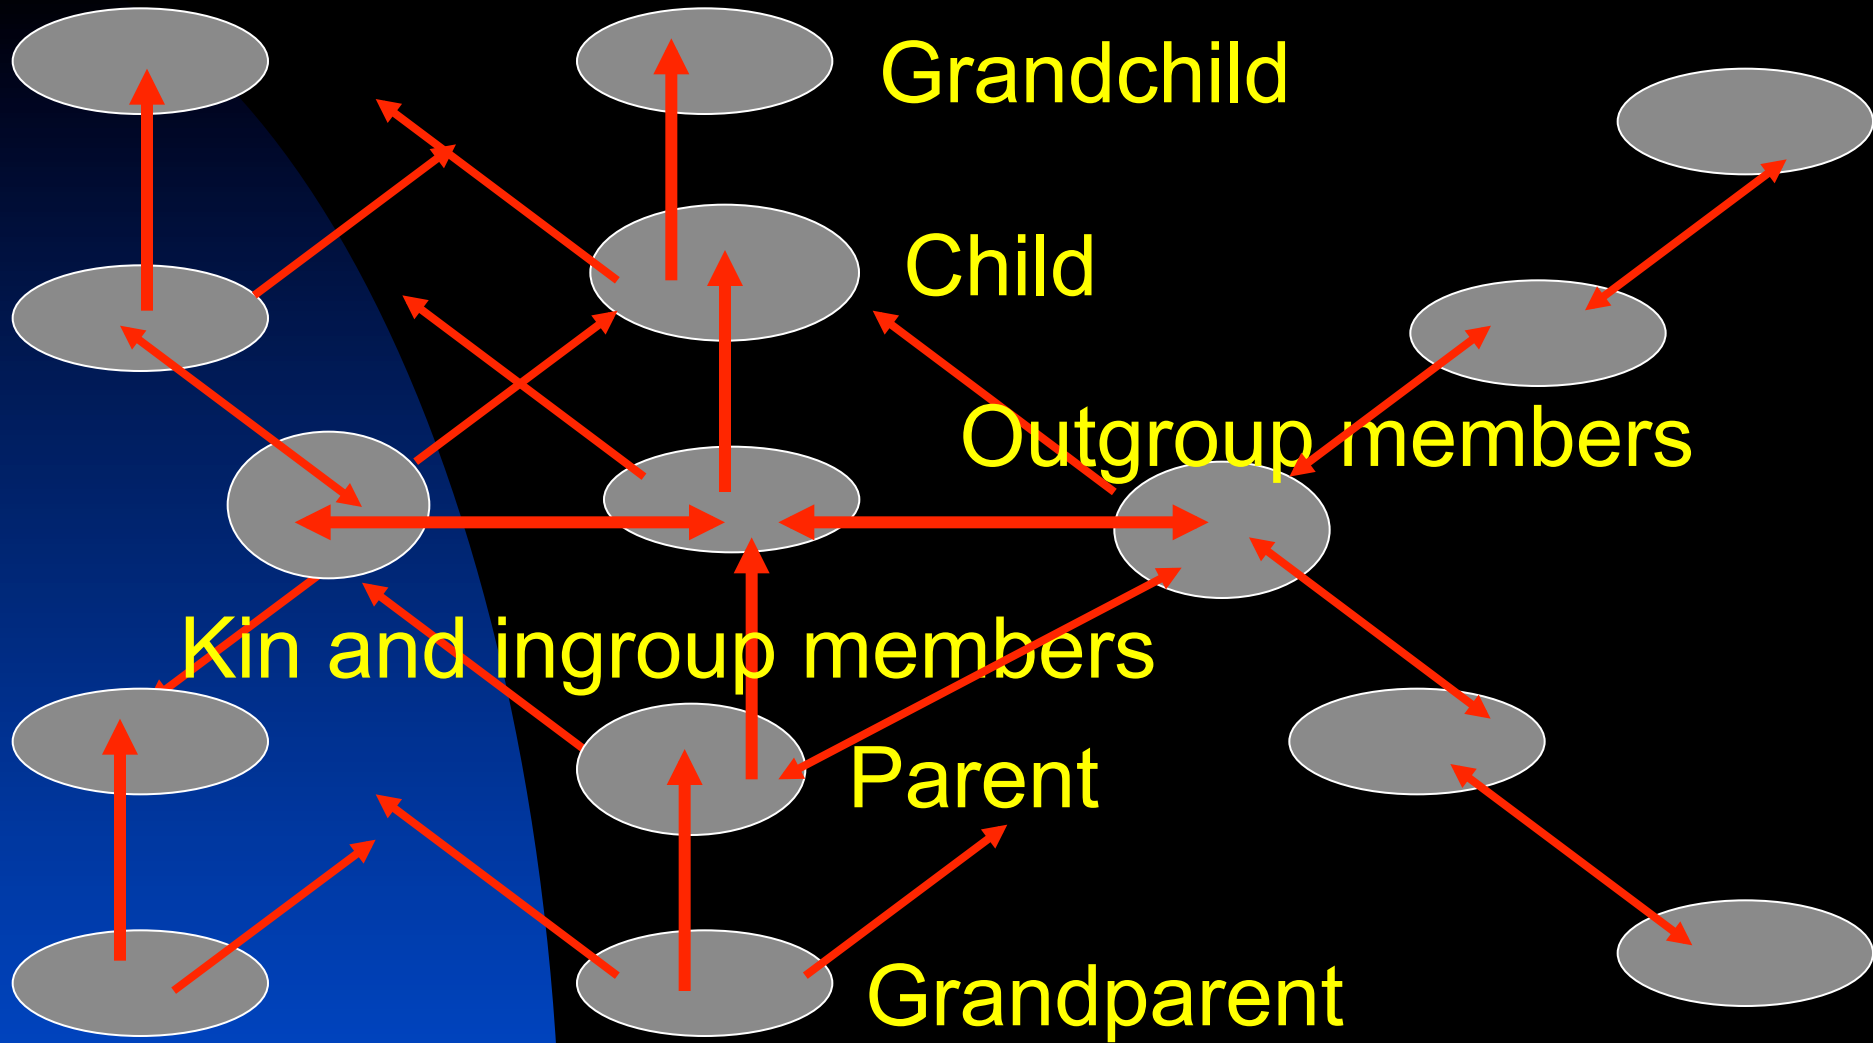 Grandchild
Child
Outgroup members
Kin and ingroup members
Parent
Grandparent